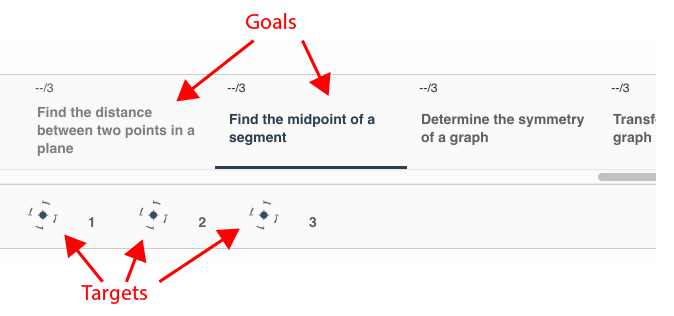 Goals
--/3
--/3
--/3
--/3
Find the distance
between two points in a
plane
Find the midpoint of a
segment
Determine the symmetry
of a graph
Transf
graph
1
2
3
Targets